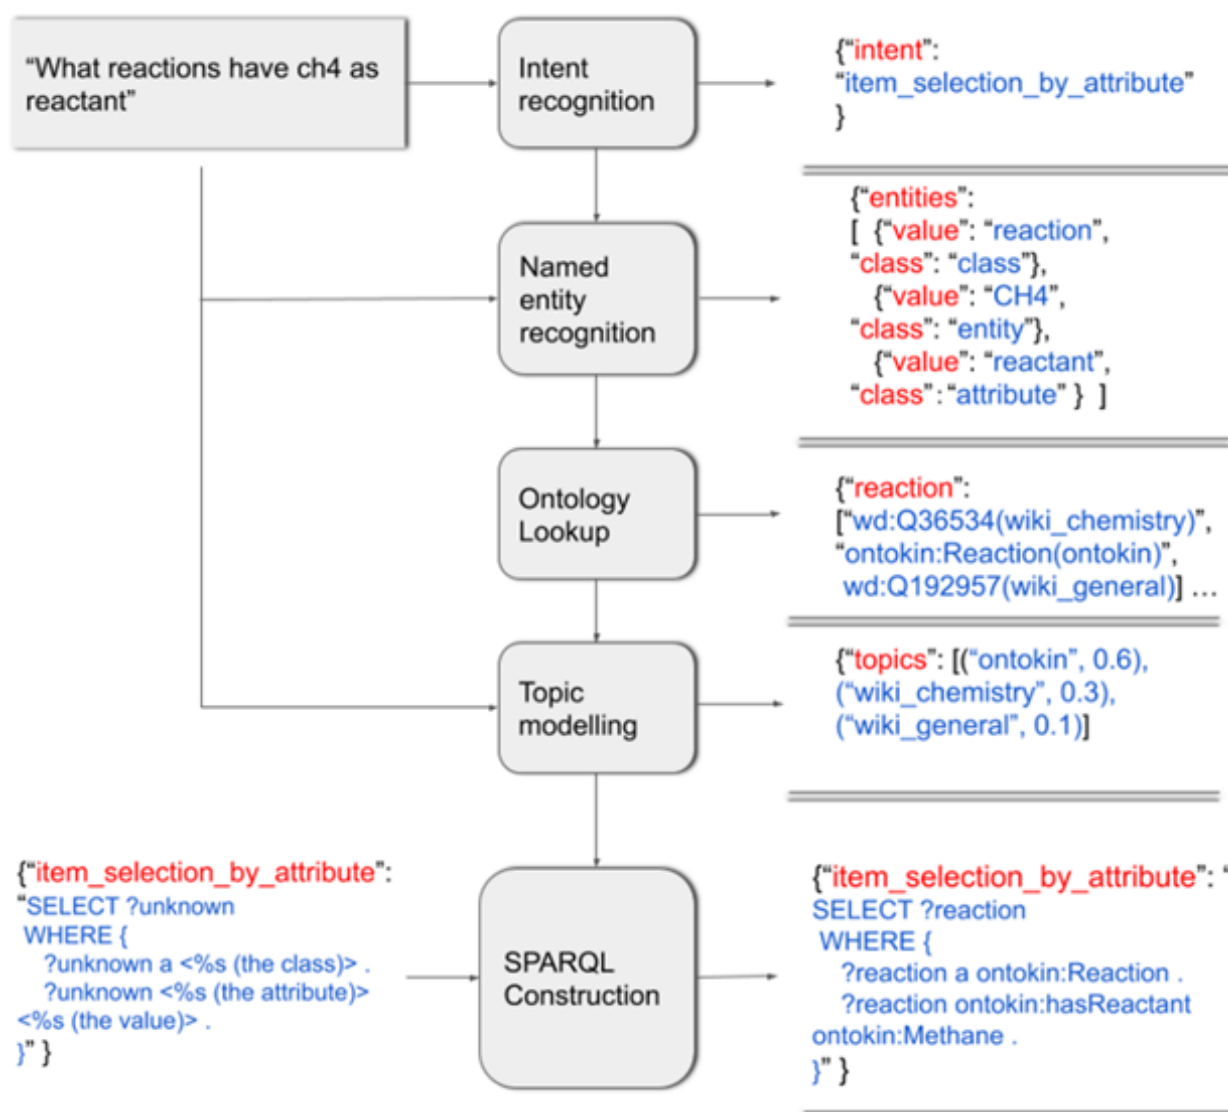 “What reactions have ch4 as
reactant”
Intent
recognition
{“intent”:
“item_selection_by_attribute”
}
Named
entity
recognition
{“entities”:
[ {“value”: “reaction”,
“class”: “class”},
{“value”: “CH4”,
“class”: “entity”},
{“value”: “reactant”,
“class”: “attribute” } ]
Ontology
Lookup
{“reaction”:
[“wd:Q36534(wiki_chemistry)”,
“ontokin:Reaction(ontokin)”,
wd:Q192957(wiki_general)] …
Topic
modelling
{“topics”: [(“ontokin”, 0.6),
(“wiki_chemistry”, 0.3),
(“wiki_general”, 0.1)]
{“item_selection_by_attribute”:
“SELECT ?unknown
WHERE {
?unknown a <%s (the class)> .
?unknown <%s (the attribute)>
<%s (the value)> .
}” }
SPARQL
Construction
{“item_selection_by_attribute”: “
SELECT ?reaction
WHERE {
?reaction a ontokin:Reaction .
?reaction ontokin:hasReactant
ontokin:Methane .
}” }